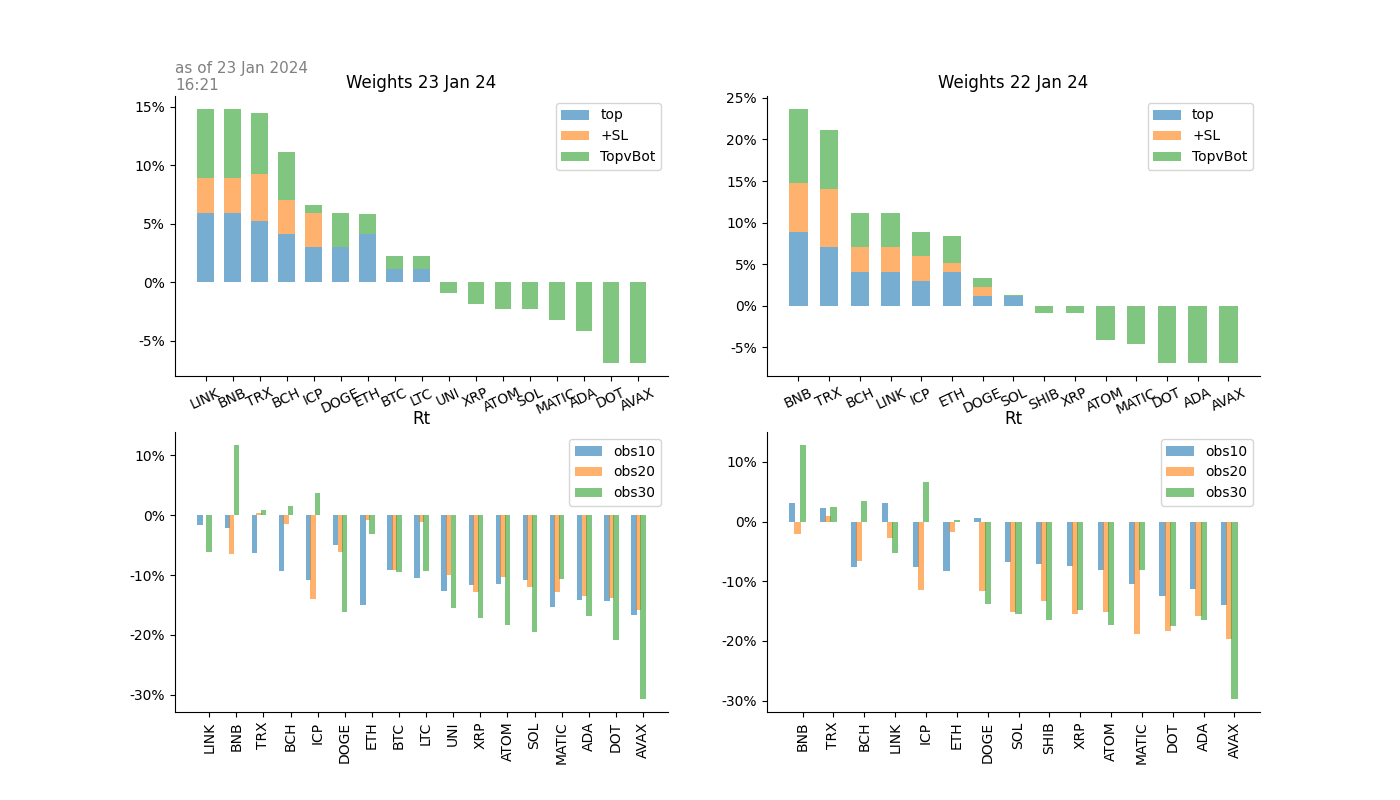 as of 23 Jan 2024
16:21
Weights 23 Jan 24
15%
10%
5%
0%
-5%
top
+SL
TopvBot
LINK BNB TRX BCH ICP DOGE ETH BTC LTC UNI XRP ATOM SOL MATIC ADA DOT AVAX
Weights 22 Jan 24
25%
20%
15%
10%
5%
0%
-5%
top
+SL
TopvBot
BNB TRX BCH LINK ICP ETH DOGE SOL SHIB XRP ATOM MATIC DOT ADA AVAX
Rt
10%
0%
-10%
-20%
-30%
obs10
obs20
obs30
LINK BNB TRX BCH ICP DOGE ETH BTC LTC UNI XRP ATOM SOL MATIC ADA DOT AVAX
Rt
10%
0%
-10%
-20%
-30%
obs10
obs20
obs30
BNB TRX BCH LINK ICP ETH DOGE SOL SHIB XRP ATOM MATIC DOT ADA AVAX